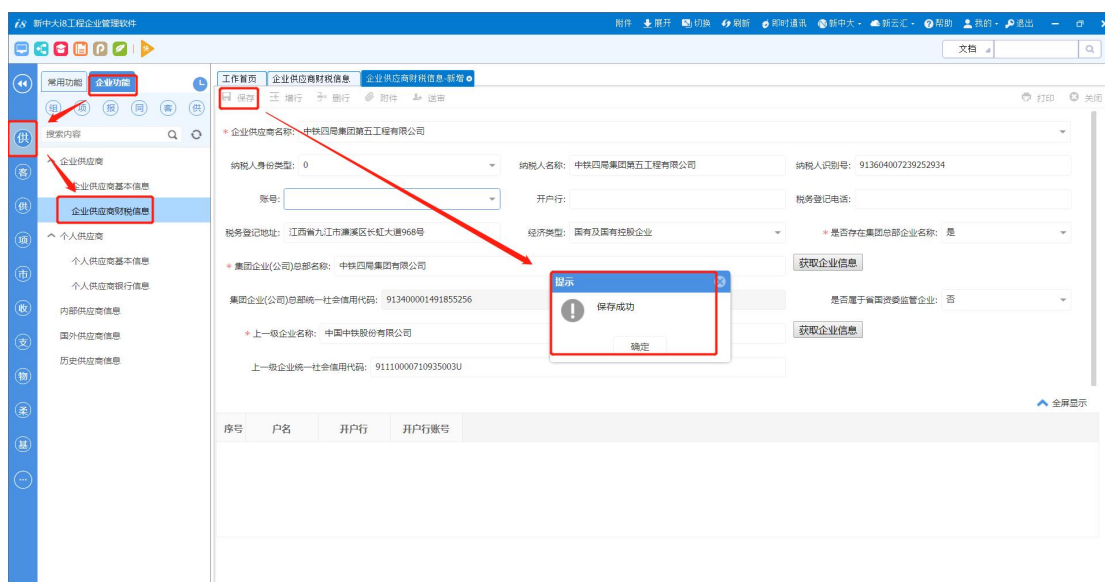 i8 新中大i8工程企业管理软件 附件 展开 切换 刷新 即时通讯 新中大 新云汇 帮助 我的 退出
文档
常用功能 企业功能 工作首页 企业供应商财税信息 企业供应商财税信息-新增
保存 增行 删行 附件 送审 打印 关闭
组 项 报 同 客 供
搜索内容
* 企业供应商名称: 中铁四局集团第五工程有限公司
供
企业供应商
纳税人身份类型: 0 纳税人名称: 中铁四局集团第五工程有限公司 纳税人识别号: 913604007239252934
客
企业供应商基本信息
账号: 开户行: 税务登记电话:
供
企业供应商财税信息
项
个人供应商
税务登记地址: 江西省九江市濂溪区长虹大道968号 经济类型: 国有及国有控股企业 * 是否存在集团总部企业名称: 是
个人供应商基本信息
* 集团企业(公司)总部名称: 中铁四局集团有限公司 获取企业信息
市
个人供应商银行信息
提示
集团企业(公司)总部统一社会信用代码: 913400001491855256 是否属于省国资委监管企业: 否
保存成功
收
内部供应商信息
* 上一级企业名称: 中国中铁股份有限公司 获取企业信息
支
国外供应商信息
确定
历史供应商信息
上一级企业统一社会信用代码: 91110000710935003U
物
全屏显示
柔
序号 户名 开户行 开户行账号
基